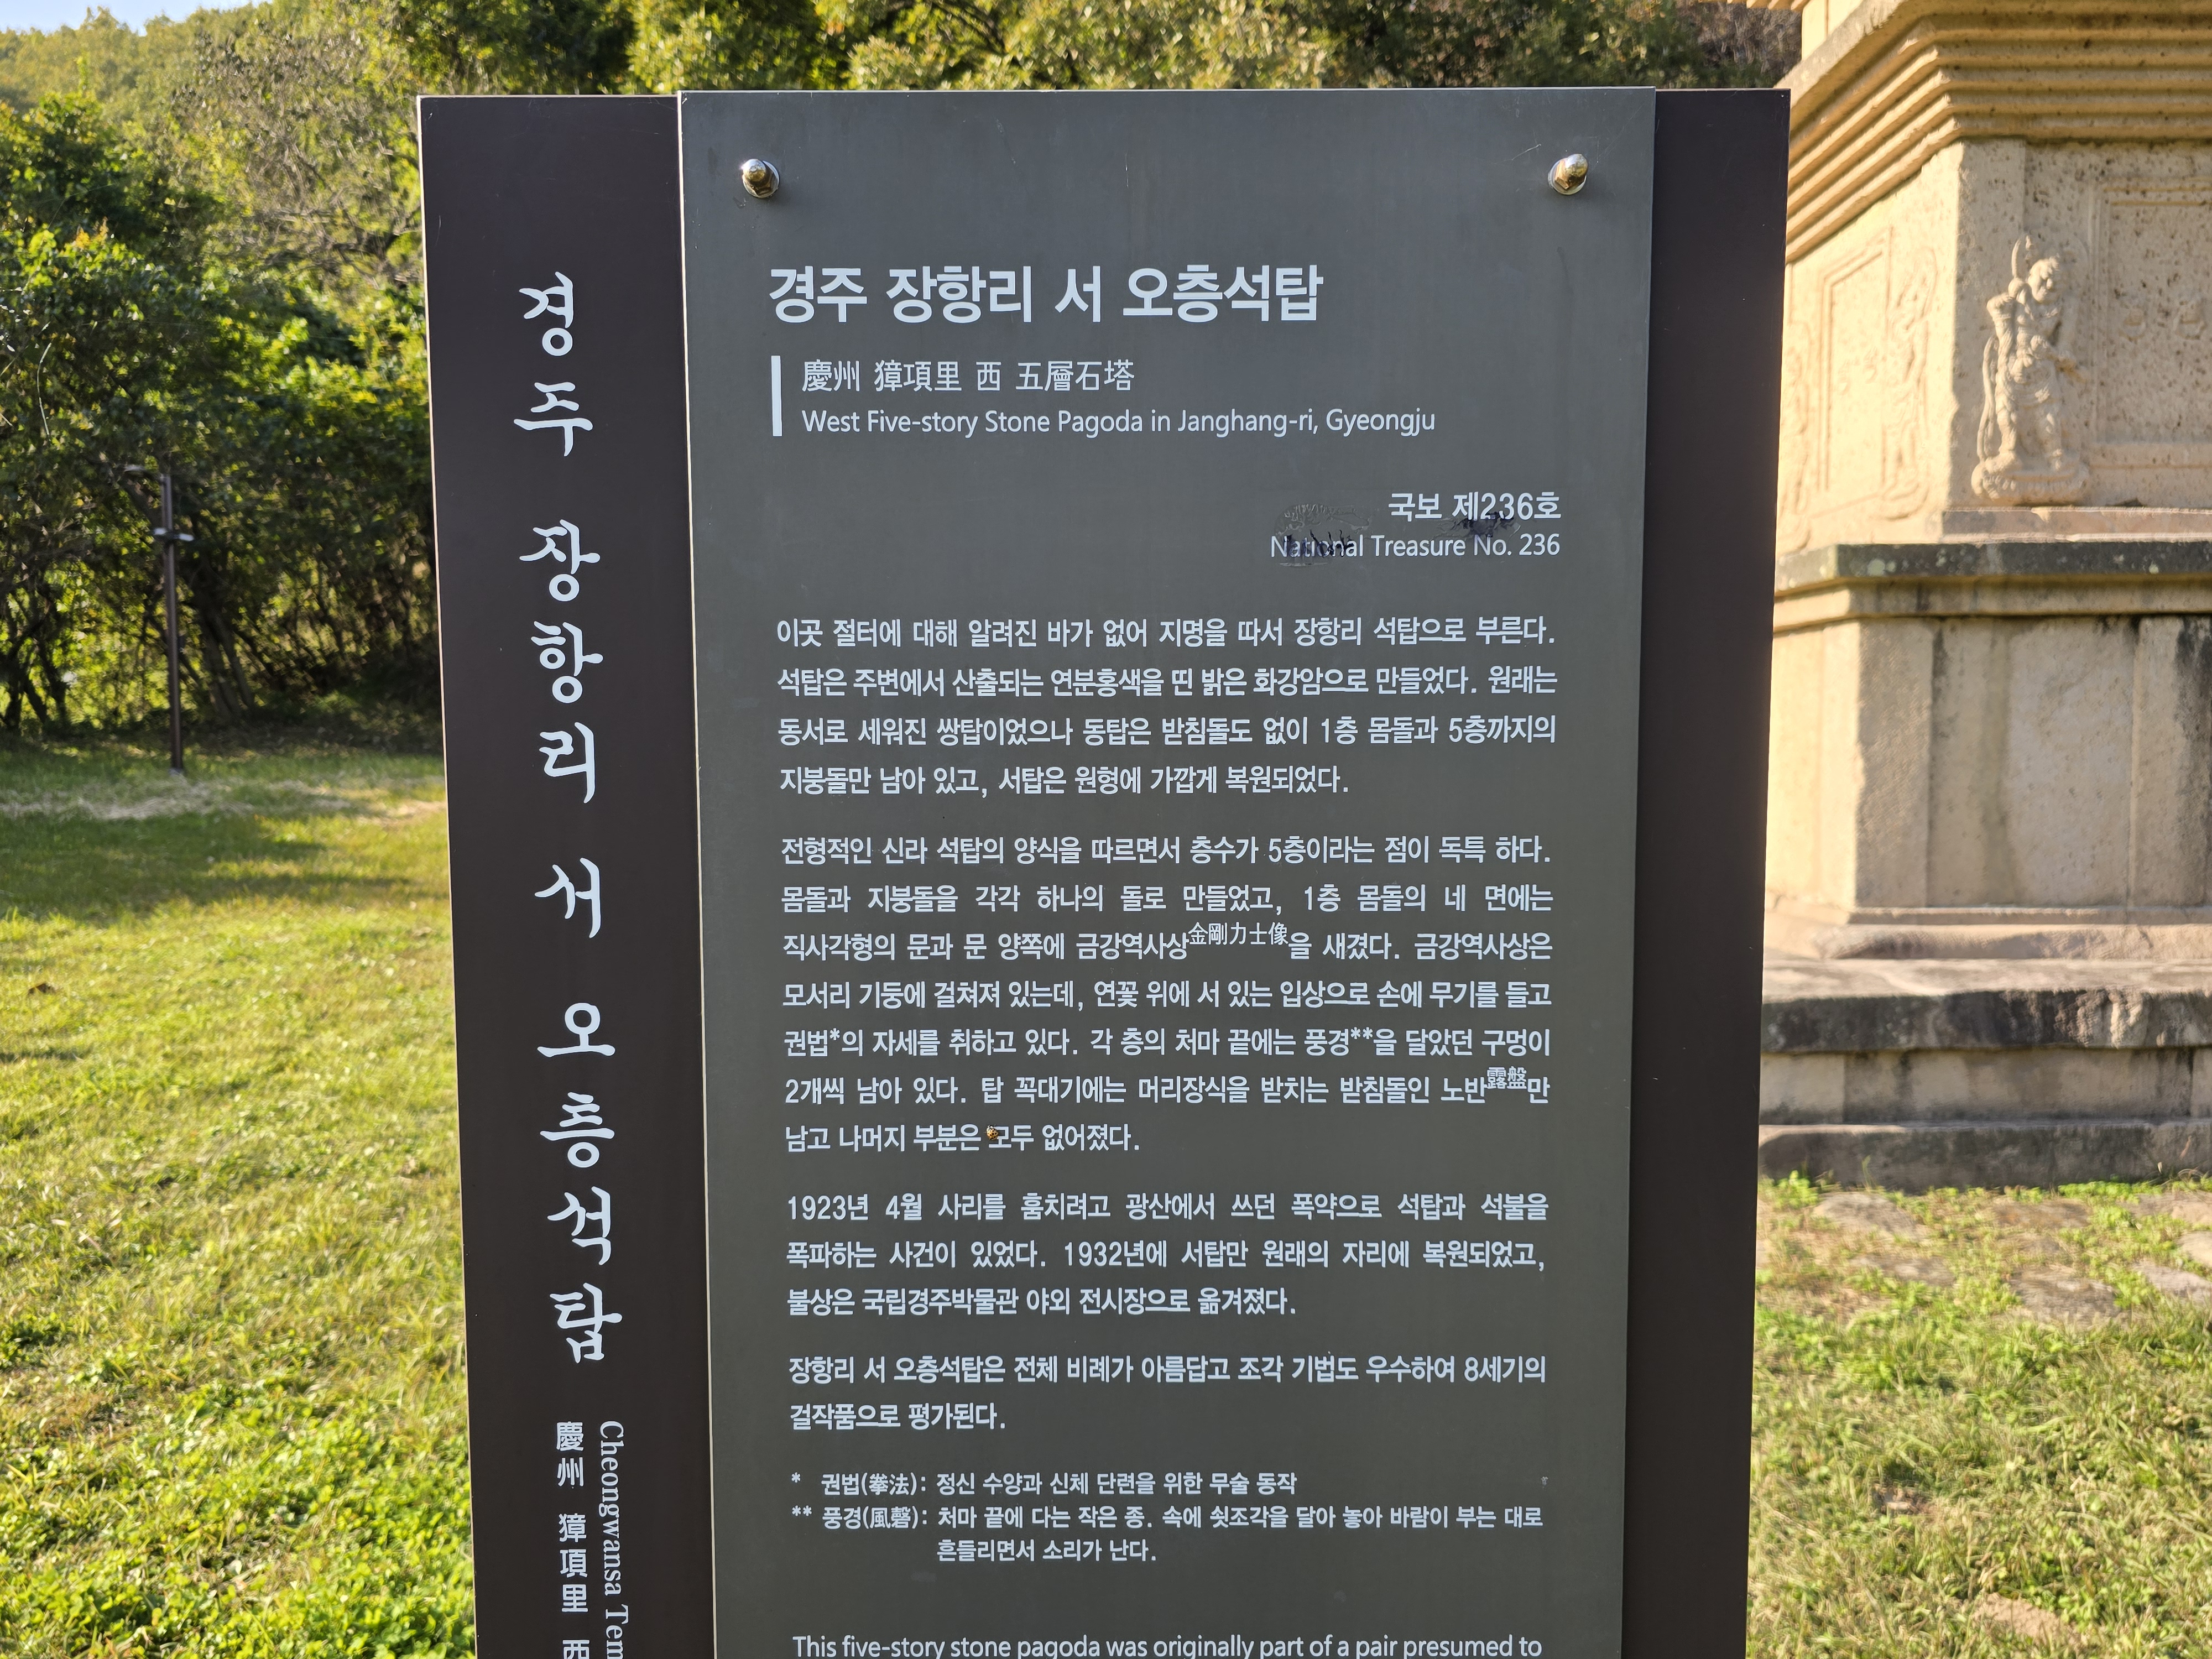 경주 장항리 서 오층석탑
慶州 獐項里 西
Cheongwansa
경주 장항리 서 오층석탑
慶州 獐項里 西 五層石塔
West Five-story Stone Pagoda in Janghang-ri, Gyeongju
국보 제236호
National Treasure No. 236
이곳 절터에 대해 알려진 바가 없어 지명을 따서 장항리 석탑으로 부른다.
석탑은 주변에서 산출되는 연분홍색을 띤 밝은 화강암으로 만들었다. 원래는
동서로 세워진 쌍탑이었으나 동탑은 받침돌도 없이 1층 몸돌과 5층까지의
지붕돌만 남아 있고, 서탑은 원형에 가깝게 복원되었다.
전형적인 신라 석탑의 양식을 따르면서 층수가 5층이라는 점이 독특 하다.
몸돌과 지붕돌을 각각 하나의 돌로 만들었고, 1층 몸돌의 네 면에는
직사각형의 문과 문 양쪽에 금강역사상金剛力士像을 새겼다. 금강역사상은
모서리 기둥에 걸쳐져 있는데, 연꽃 위에 서 있는 입상으로 손에 무기를 들고
권법*의 자세를 취하고 있다. 각 층의 처마 끝에는 풍경**을 달았던 구멍이
2개씩 남아 있다. 탑 꼭대기에는 머리장식을 받치는 받침돌인 노반露盤만
남고 나머지 부분은 모두 없어졌다.
1923년 4월 사리를 훔치려고 광산에서 쓰던 폭약으로 석탑과 석불을
폭파하는 사건이 있었다. 1932년에 서탑만 원래의 자리에 복원되었고,
불상은 국립경주박물관 야외 전시장으로 옮겨졌다.
장항리 서 오층석탑은 전체 비례가 아름답고 조각 기법도 우수하여 8세기의
걸작품으로 평가된다.
* 권법(拳法): 정신 수양과 신체 단련을 위한 무술 동작
** 풍경(風磬): 처마 끝에 다는 작은 종. 속에 쇳조각을 달아 놓아 바람이 부는 대로
흔들리면서 소리가 난다.
This five-story stone pagoda was originally part of a pair presumed to